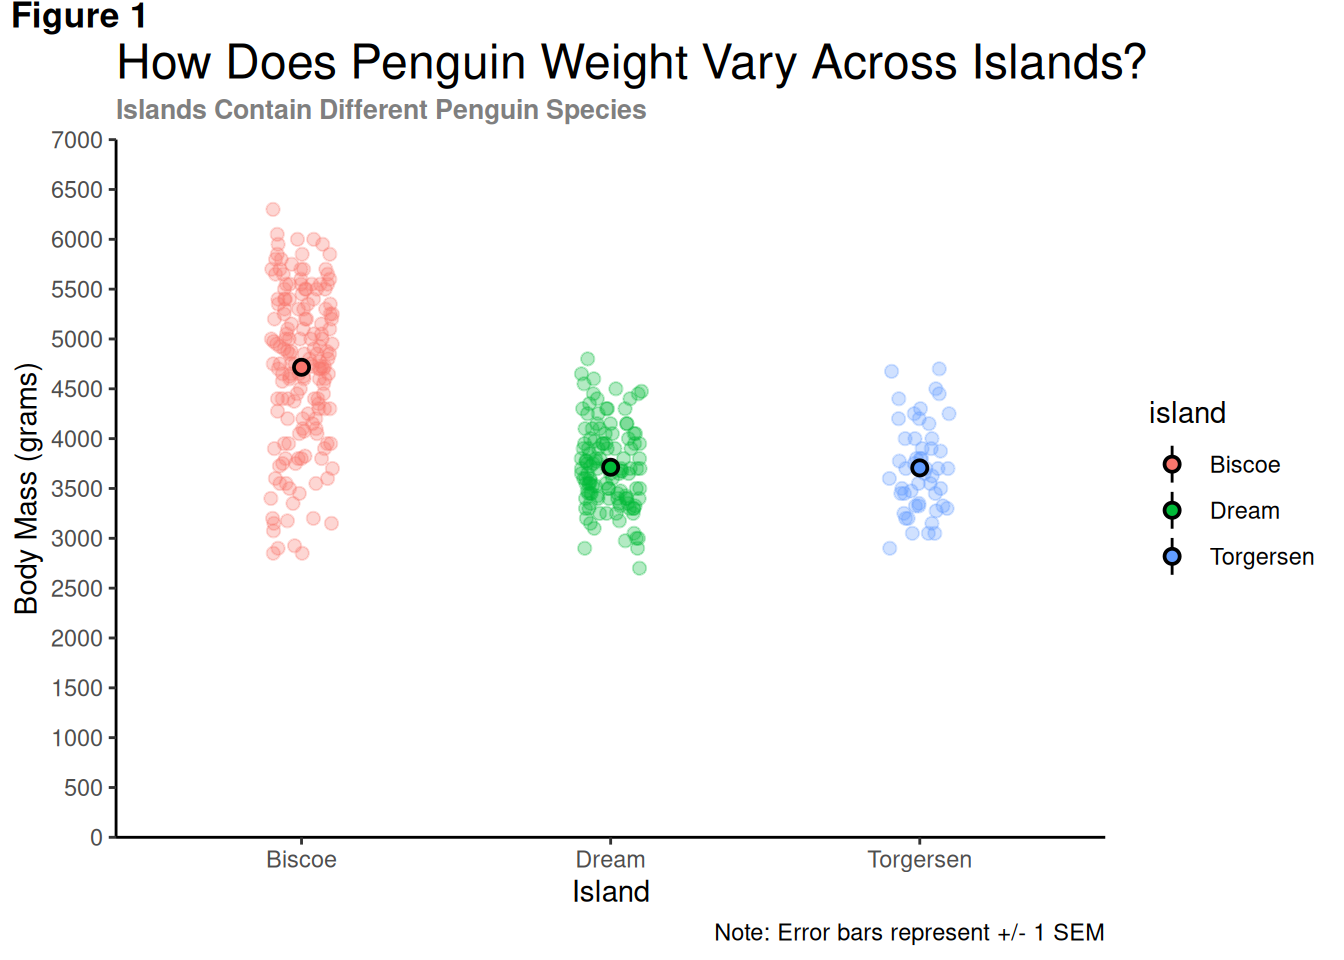 Figure 1
How Does Penguin Weight Vary Across Islands?
Islands Contain Different Penguin Species
7000
6500
6000
5500
5000
4500
4000
3500
3000
2500
2000
1500
1000
500
0
Body Mass (grams)
Biscoe Dream Torgersen
Island
island
Biscoe
Dream
Torgersen
Note: Error bars represent +/- 1 SEM